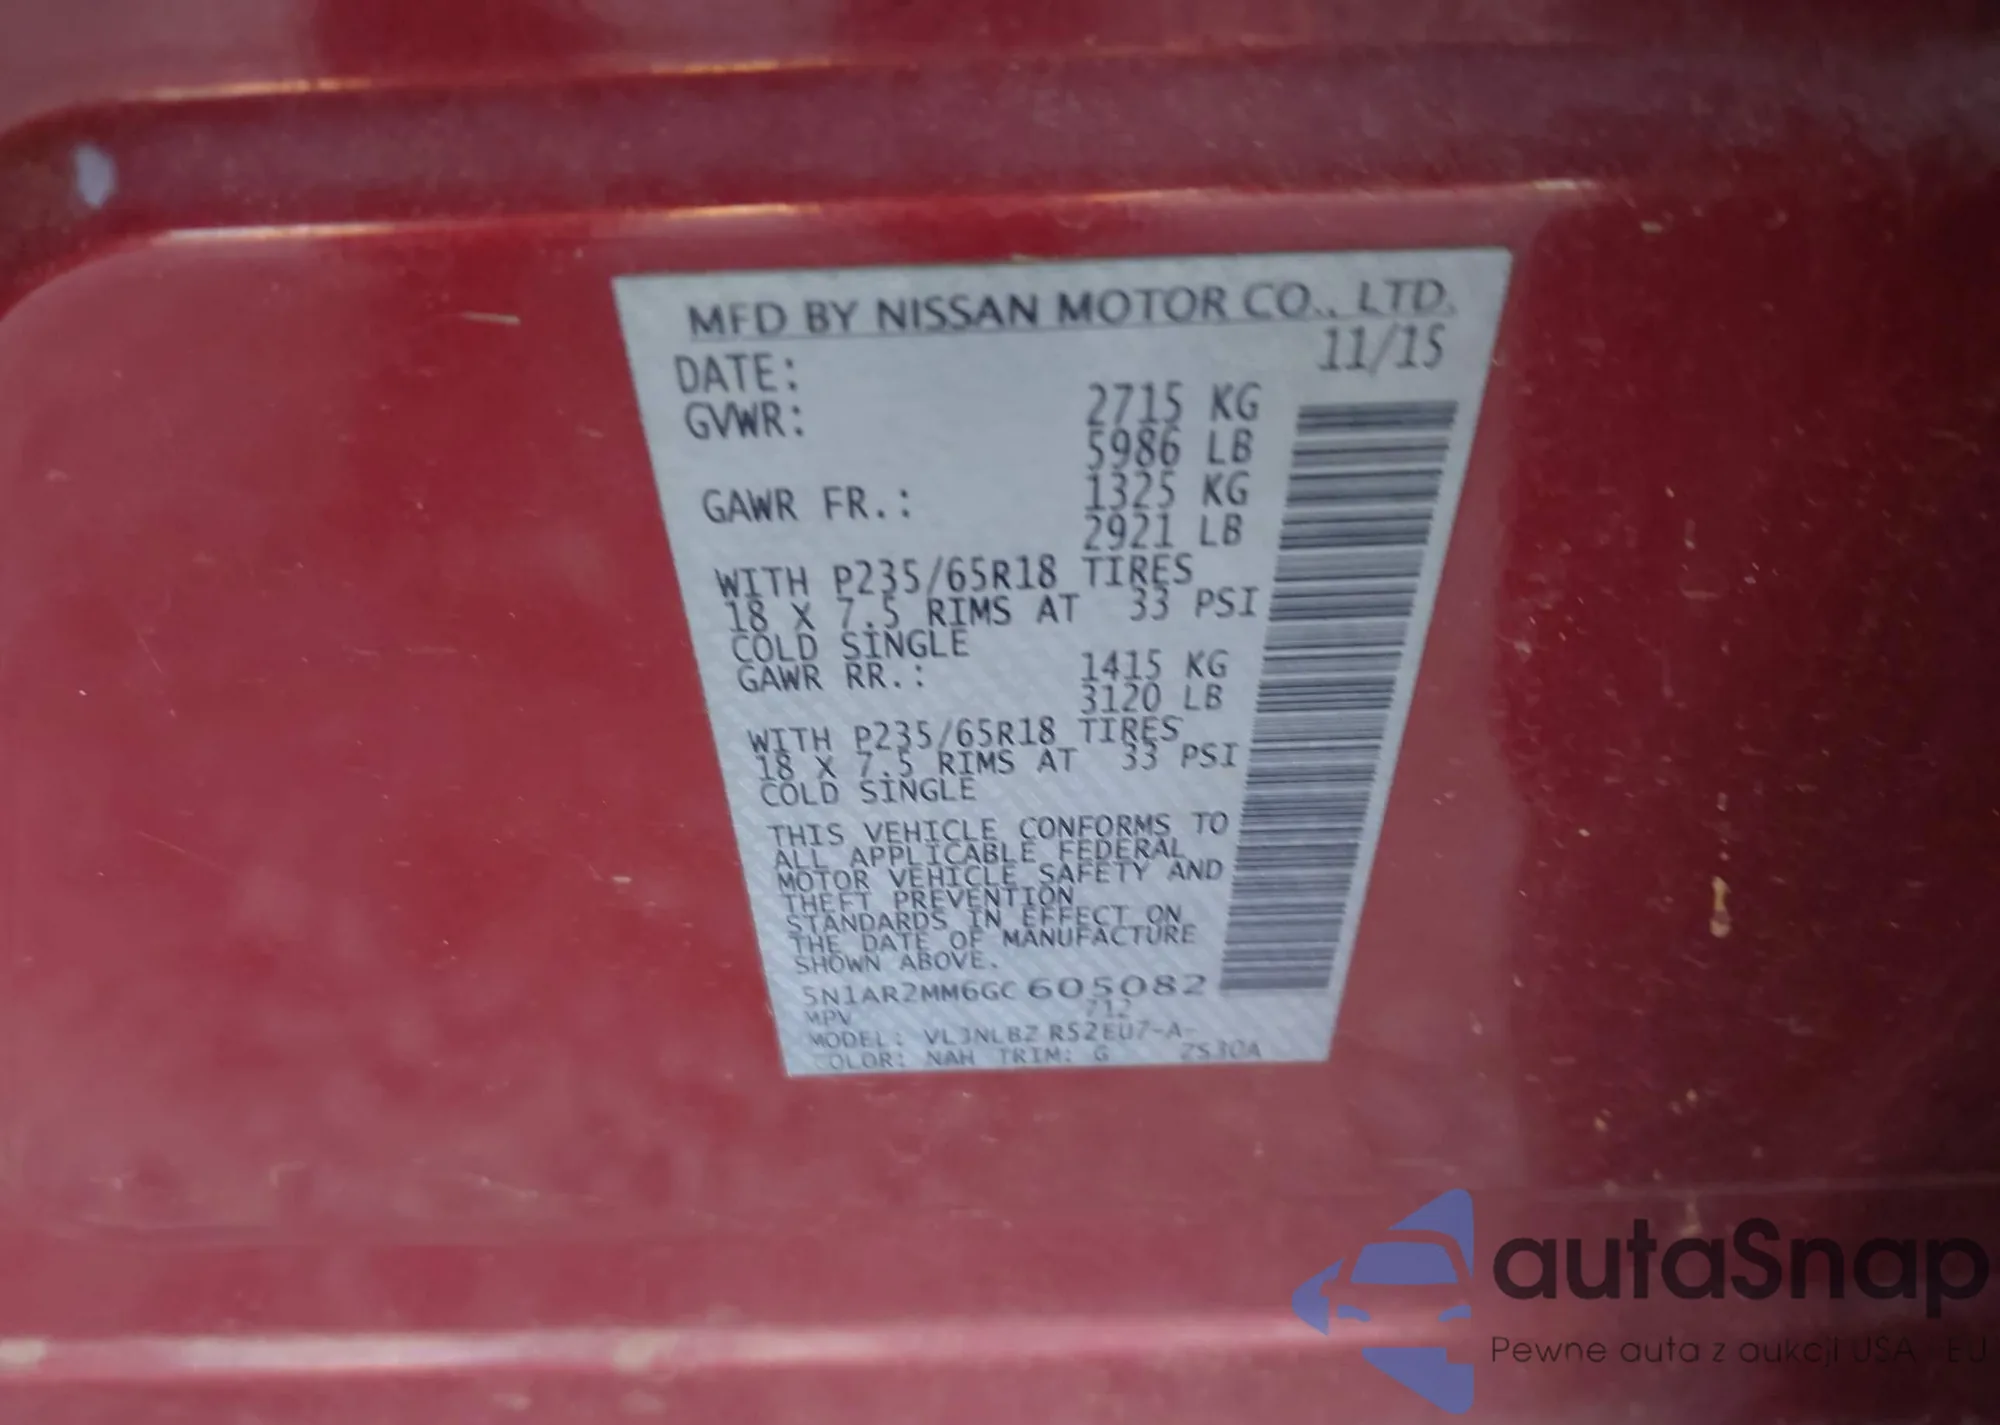 MFD BY NISSAN MOTOR CO., LTD.
DATE: 11/15
GVWR: 2715 KG
5986 LB
GAWR FR.: 1325 KG
2921 LB
WITH P235/65R18 TIRES
18 X 7.5 RIMS AT 33 PSI
COLD SINGLE
GAWR RR.: 1415 KG
3120 LB
WITH P235/65R18 TIRES
18 X 7.5 RIMS AT 33 PSI
COLD SINGLE
THIS VEHICLE CONFORMS TO
ALL APPLICABLE FEDERAL
MOTOR VEHICLE SAFETY AND
THEFT PREVENTION
STANDARDS IN EFFECT ON
THE DATE OF MANUFACTURE
SHOWN ABOVE.
5N1AR2MM6GC605082
MPV 712
MODEL: 
COLOR: NAH TRIM: G
autaSnap
Pewne auta z aukcji USA EU